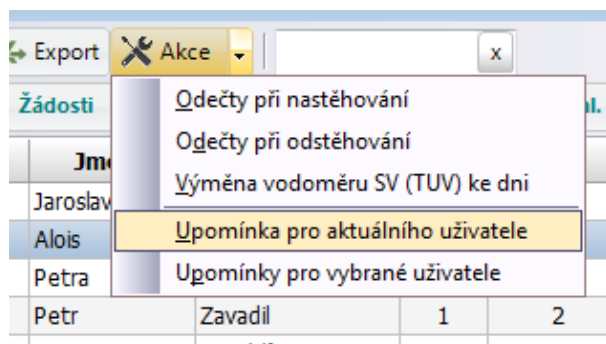 Export Akce x
Žádosti
Odečty při nastěhování
Odečty při odstěhování
Výměna vodoměru SV (TUV) ke dni
Jaroslav
Upomínka pro aktuálního uživatele
Alois
Upomínky pro vybrané uživatele
Petra
Petr Zavadil 1 2